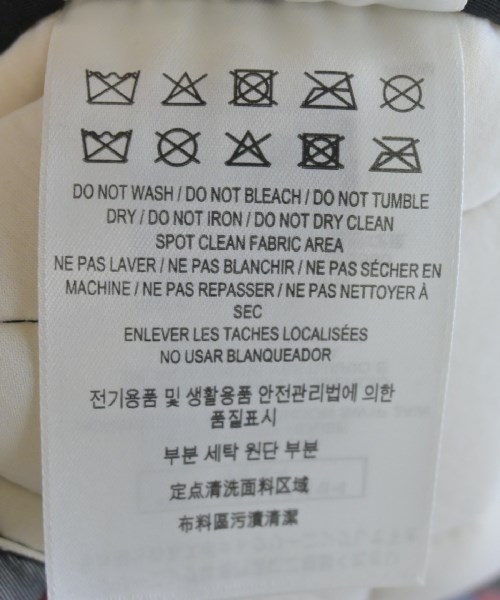 DO NOT WASH / DO NOT BLEACH / DO NOT TUMBLE
DRY / DO NOT IRON / DO NOT DRY CLEAN
SPOT CLEAN FABRIC AREA
NE PAS LAVER / NE PAS BLANCHIR / NE PAS SÉCHER EN
MACHINE / NE PAS REPASSER / NE PAS NETTOYER À
SEC
ENLEVER LES TACHES LOCALISÉES
NO USAR BLANQUEADOR
전기용품 및 생활용품 안전관리법에 의한
품질표시
부분 세탁 원단 부분
定点清洗面料区域
布料區污漬清潔